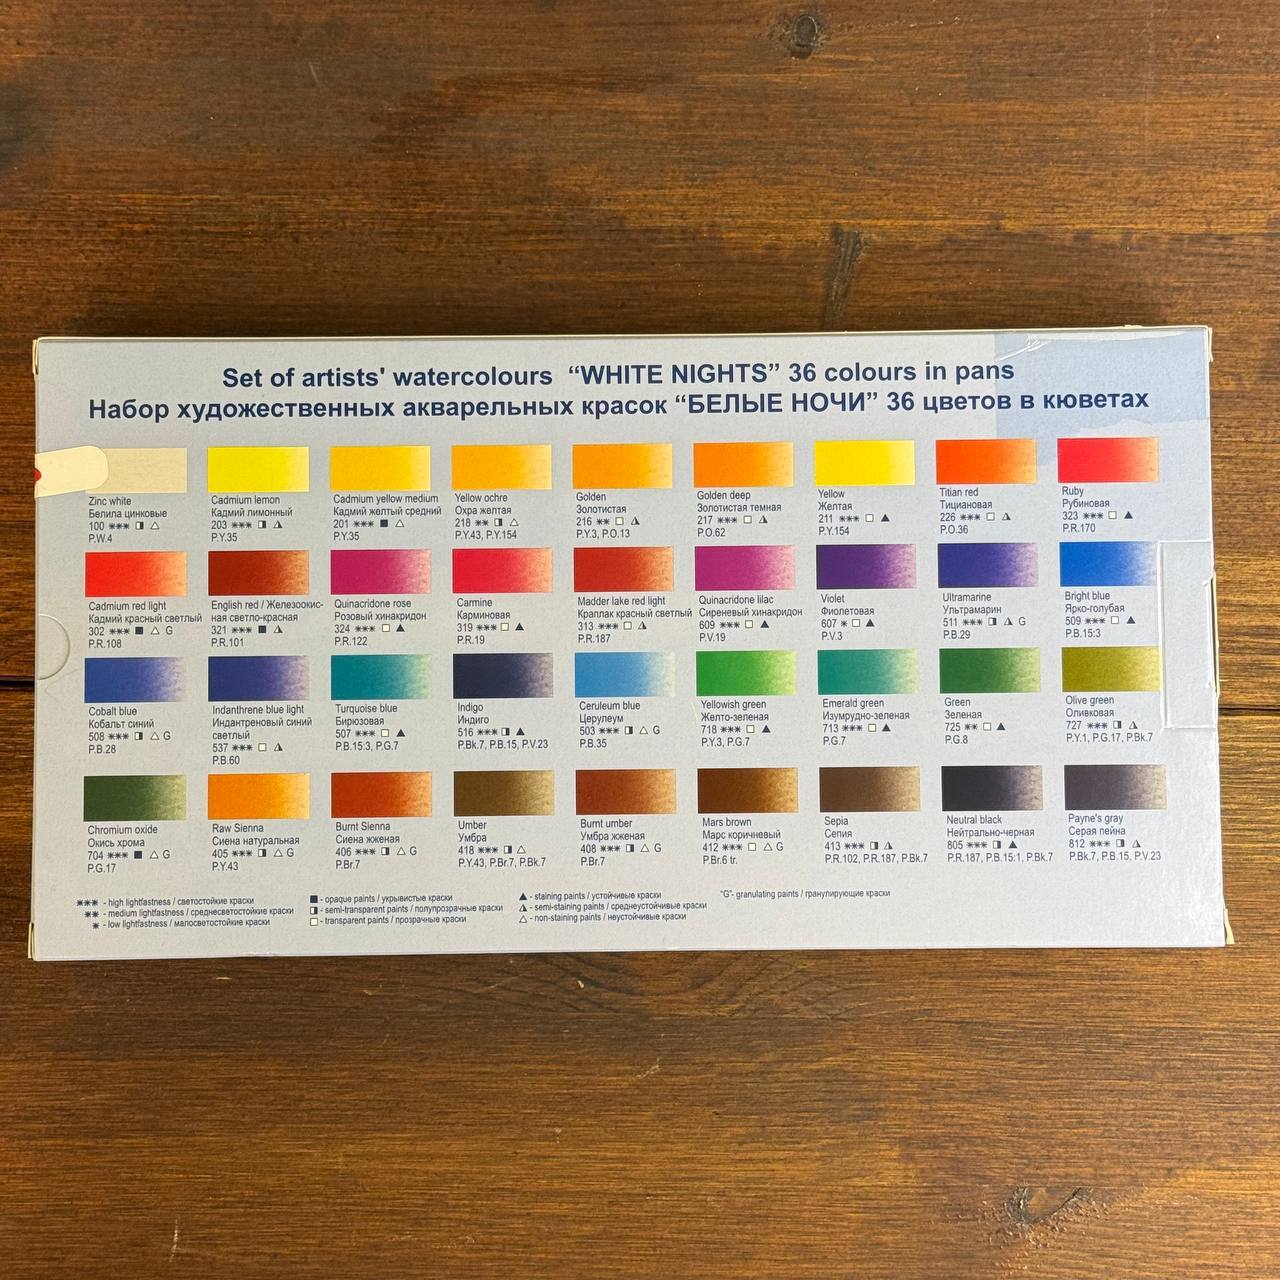 Set of artists' watercolours “WHITE NIGHTS” 36 colours in pans
Набор художественных акварельных красок “БЕЛЫЕ НОЧИ” 36 цветов в кюветах
Zinc white
Белила цинковые
100 *** ◨ △
P.W.4
Cadmium lemon
Кадмий лимонный
203 *** ◨ ◮
P.Y.35
Cadmium yellow medium
Кадмий желтый средний
201 *** ■ △
P.Y.35
Yellow ochre
Охра желтая
218 ** ◨ △
P.Y.43, P.Y.154
Golden
Золотистая
216 ** □ ◮
P.Y.3, P.O.13
Golden deep
Золотистая темная
217 *** □ ◮
P.O.62
Yellow
Желтая
211 *** □ ▲
P.Y.154
Titian red
Тициановая
226 *** □ ◮
P.O.36
Ruby
Рубиновая
323 *** □ ▲
P.R.170
Cadmium red light
Кадмий красный светлый
302 *** ■ △ G
P.R.108
English red / Железоокис-
ная светло-красная
321 *** ■ ◮
P.R.101
Quinacridone rose
Розовый хинакридон
324 *** □ ▲
P.R.122
Carmine
Карминовая
319 *** □ ▲
P.R.19
Madder lake red light
Краплак красный светлый
313 *** □ ◮
P.R.187
Quinacridone lilac
Сиреневый хинакридон
609 *** □ ▲
P.V.19
Violet
Фиолетовая
607 * □ ▲
P.V.3
Ultramarine
Ультрамарин
511 *** ◨ ◮ G
P.B.29
Bright blue
Ярко-голубая
509 *** □ ▲
P.B.15:3
Cobalt blue
Кобальт синий
508 *** ◨ △ G
P.B.28
Indanthrene blue light
Индантреновый синий
светлый
537 *** □ ◮
P.B.60
Turquoise blue
Бирюзовая
507 *** □ ▲
P.B.15:3, P.G.7
Indigo
Индиго
516 *** ◨ ▲
P.Bk.7, P.B.15, P.V.23
Ceruleum blue
Церулеум
503 *** ◨ △ G
P.B.35
Yellowish green
Желто-зеленая
718 *** □ ▲
P.Y.3, P.G.7
Emerald green
Изумрудно-зеленая
713 *** □ ▲
P.G.7
Green
Зеленая
725 ** □ ▲
P.G.8
Olive green
Оливковая
727 *** ◨ ◮
P.Y.1, P.G.17, P.Bk.7
Chromium oxide
Окись хрома
704 *** ■ △ G
P.G.17
Raw Sienna
Сиена натуральная
405 *** ◨ △ G
P.Y.43
Burnt Sienna
Сиена жженая
406 *** ◨ △ G
P.Br.7
Umber
Умбра
418 *** ◨ △
P.Y.43, P.Br.7, P.Bk.7
Burnt umber
Умбра жженая
408 *** ◨ △ G
P.Br.7
Mars brown
Марс коричневый
412 *** □ △ G
P.Br.6 tr.
Sepia
Сепия
413 *** ◨ ◮
P.R.102, P.R.187, P.Bk.7
Neutral black
Нейтрально-черная
805 *** ◨ ▲
P.R.187, P.B.15:1, P.Bk.7
Payne's gray
Серая пейна
812 *** ◨ ◮
P.Bk.7, P.B.15, P.V.23
*** - high lightfastness / светостойкие краски
** - medium lightfastness / среднесветостойкие краски
* - low lightfastness / малосветостойкие краски
■ - opaque paints / укрывистые краски
◨ - semi-transparent paints / полупрозрачные краски
□ - transparent paints / прозрачные краски
▲ - staining paints / устойчивые краски
◮ - semi-staining paints / среднеустойчивые краски
△ - non-staining paints / неустойчивые краски
"G"- granulating paints / гранулирующие краски